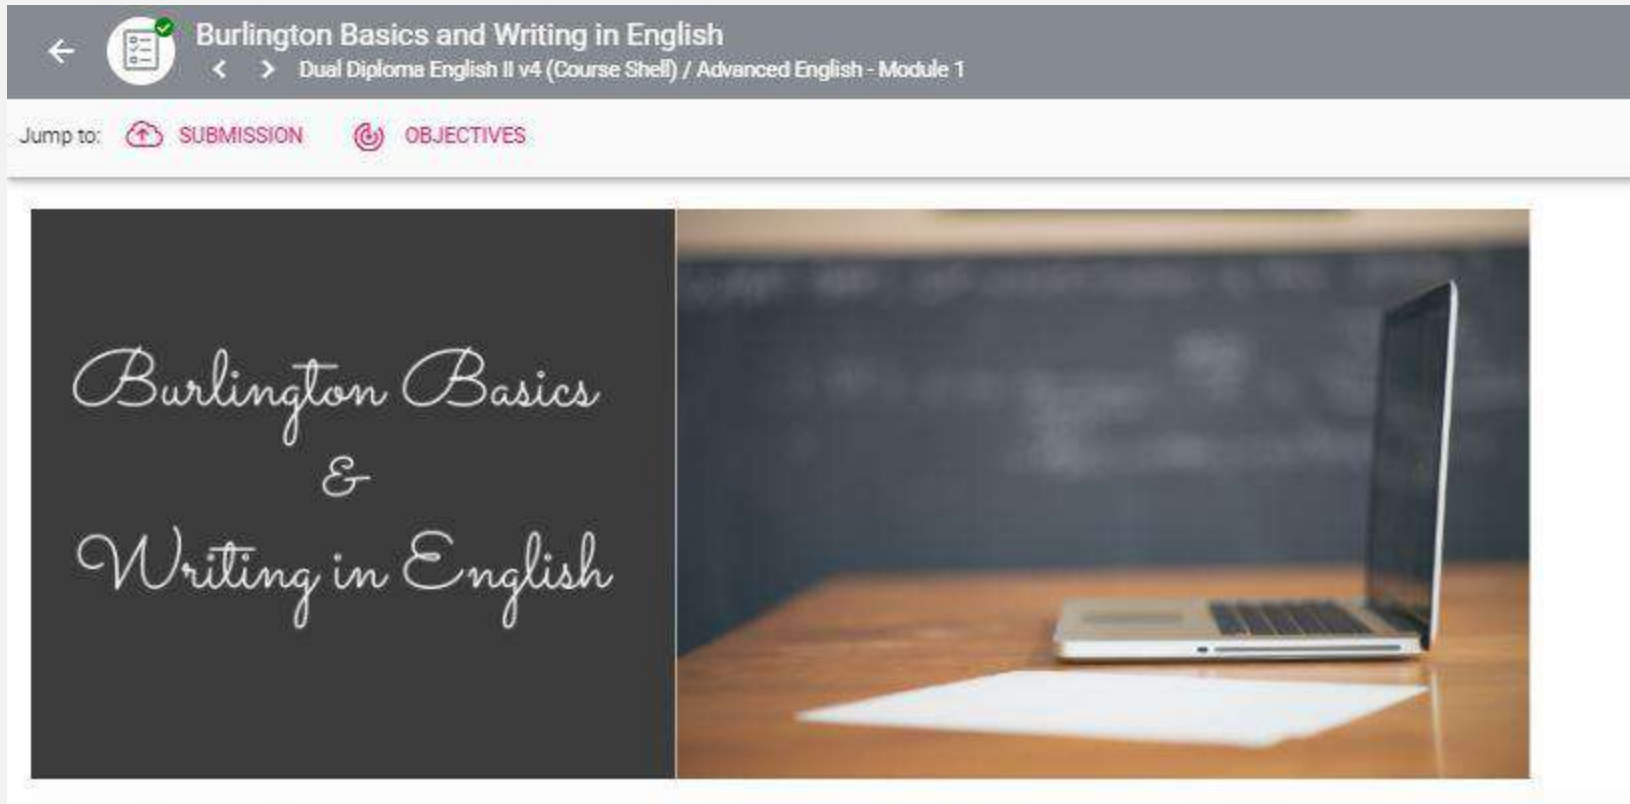 Burlington Basics and Writing in English
< > Dual Diploma English II v4 (Course Shell) / Advanced English - Module 1
Jump to: SUBMISSION OBJECTIVES
Burlington Basics
&
Writing in English